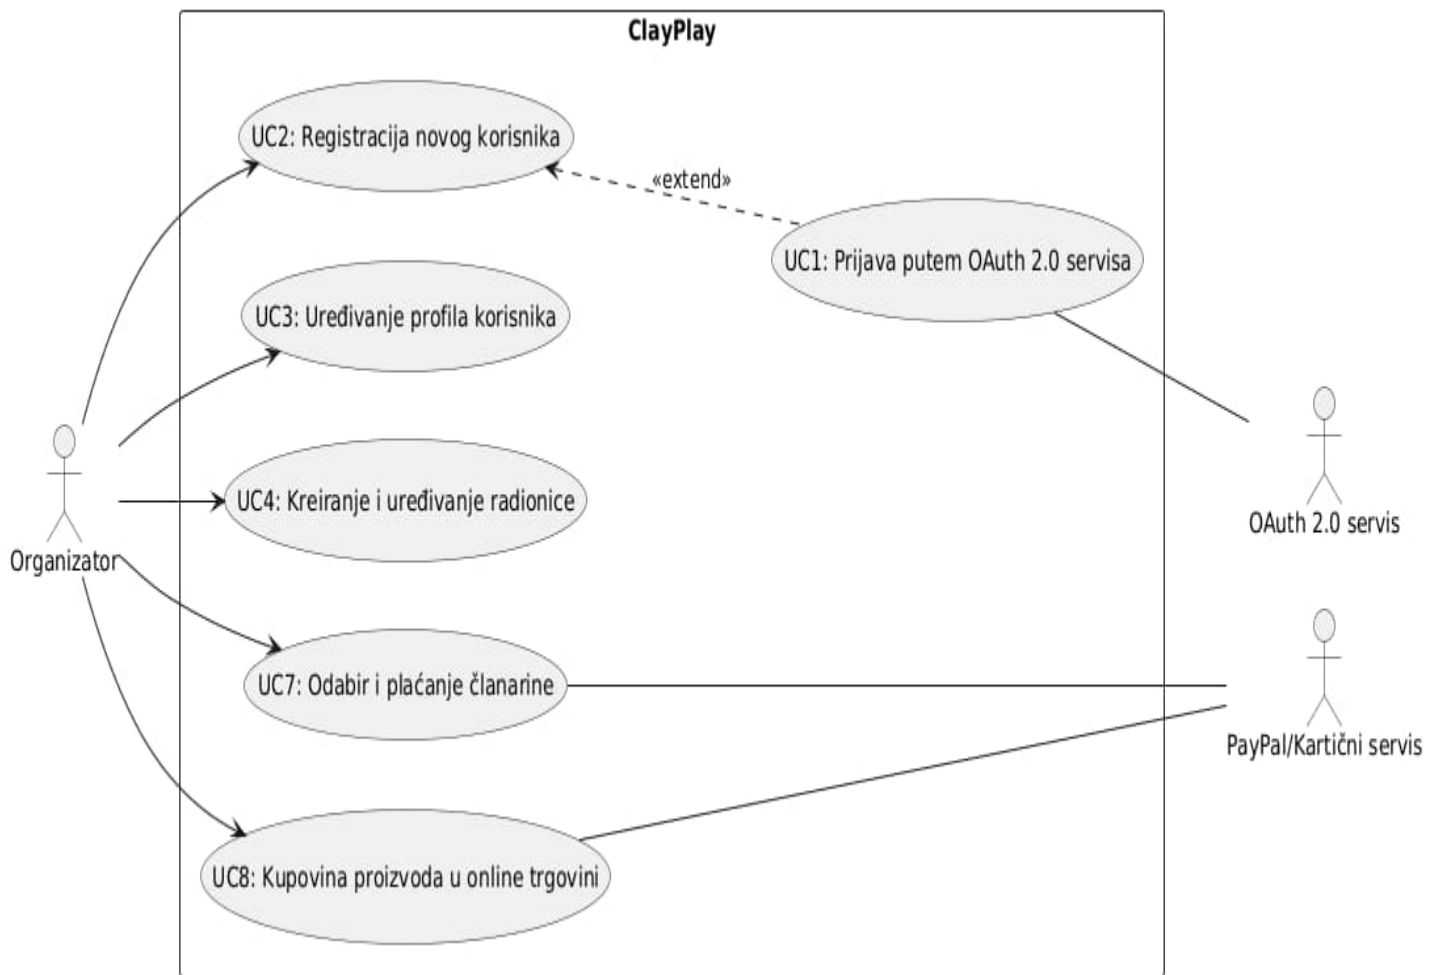 ClayPlay
UC2: Registracija novog korisnika
«extend»
UC1: Prijava putem OAuth 2.0 servisa
UC3: Uređivanje profila korisnika
UC4: Kreiranje i uređivanje radionice
OAuth 2.0 servis
Organizator
UC7: Odabir i plaćanje članarine
PayPal/Kartični servis
UC8: Kupovina proizvoda u online trgovini